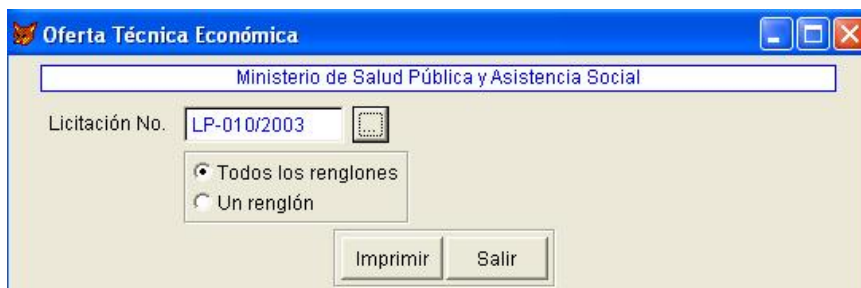 Oferta Técnica Económica
Ministerio de Salud Pública y Asistencia Social
Licitación No. LP-010/2003 ...
Todos los renglones
Un renglón
Imprimir Salir